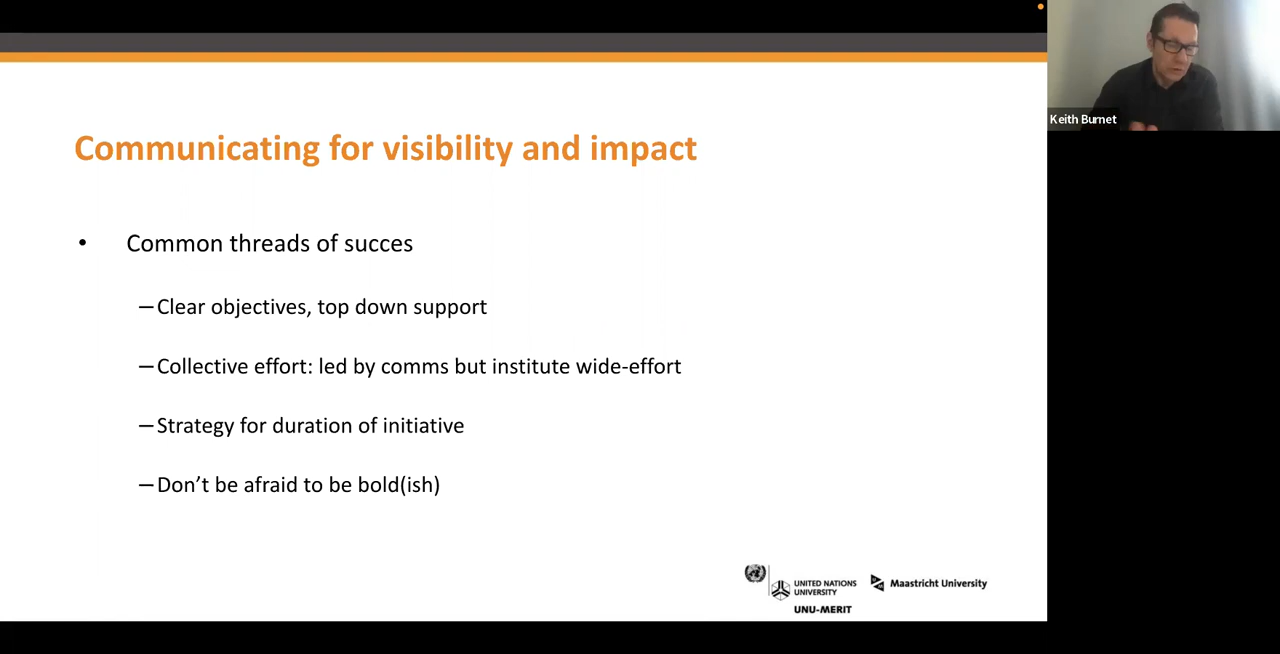 Communicating for visibility and impact
• Common threads of succes
– Clear objectives, top down support
– Collective effort: led by comms but institute wide-effort
– Strategy for duration of initiative
– Don’t be afraid to be bold(ish)
UNITED NATIONS
UNIVERSITY
UNU-MERIT
Maastricht University
Keith Burnet